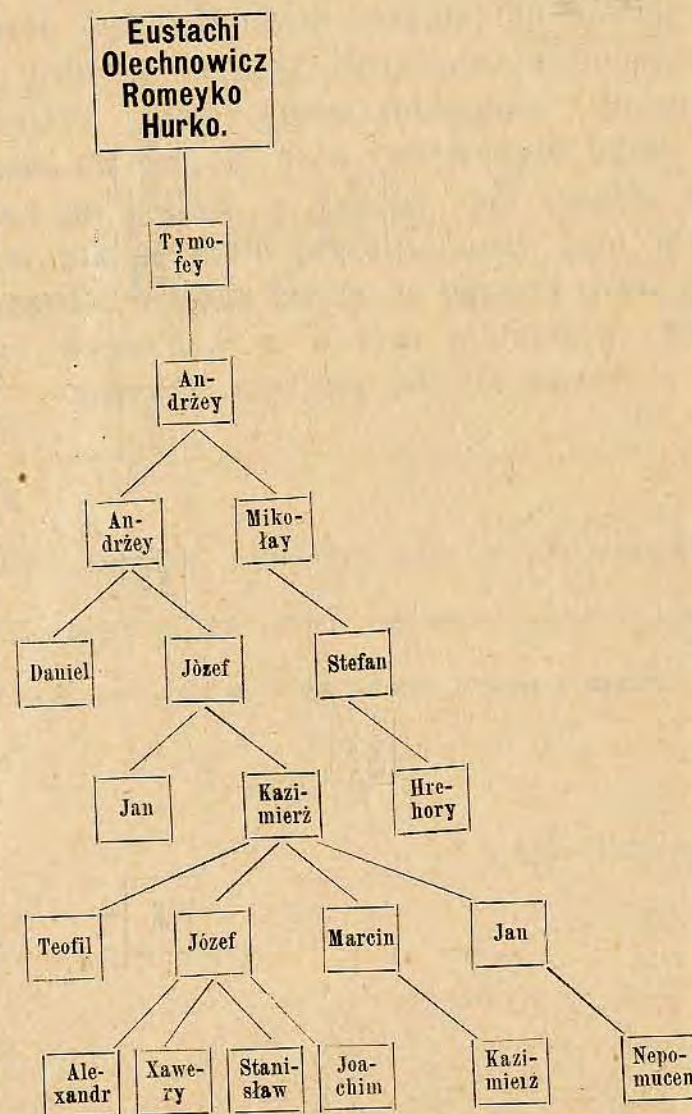 Eustachi
Olechnowicz
Romeyko
Hurko.
Tymo-
fey
An-
drżey
An-
drżey
Miko-
łay
Daniel
Jòzef
Stefan
Jan
Kazi-
mierż
Hre-
hory
Teofil
Józef
Marcin
Jan
Ale-
xandr
Xawe-
ry
Stani-
sław
Joa-
chim
Kazi-
mierż
Nepo-
mucen